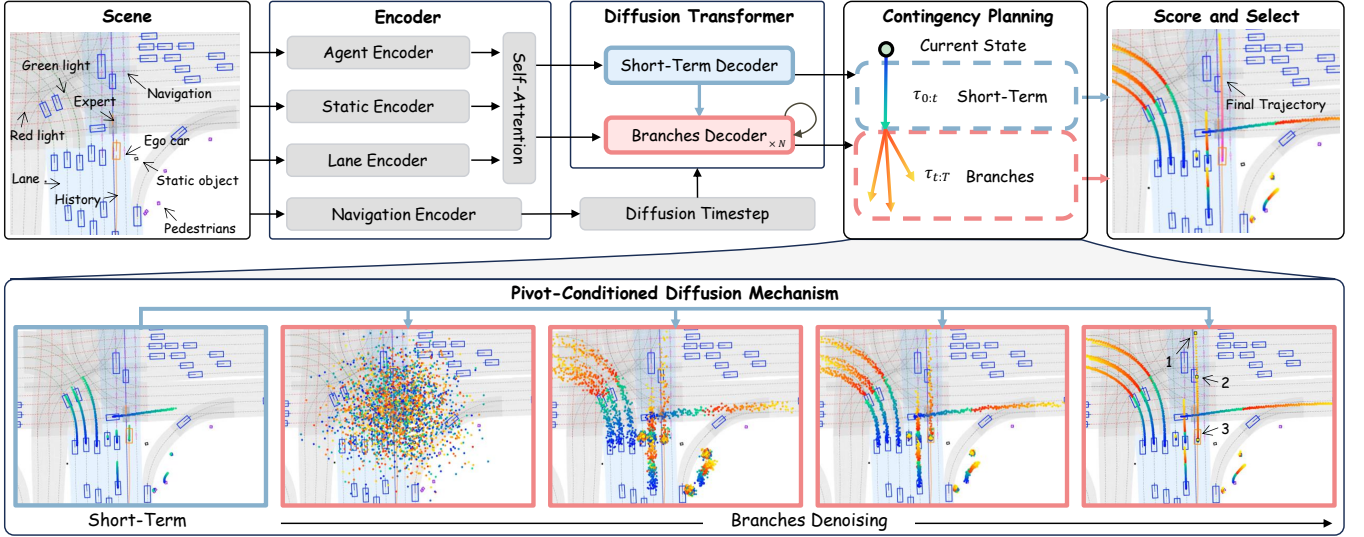 Scene
Green light
Expert
Navigation
Red light
Ego car
Lane
Static object
History
Pedestrians
Encoder
Agent Encoder
Static Encoder
Lane Encoder
Navigation Encoder
Self-Attention
Diffusion Transformer
Short-Term Decoder
Branches Decoder
× N
Diffusion Timestep
Contingency Planning
Current State
τ0:t Short-Term
τt:T Branches
Score and Select
Final Trajectory
Pivot-Conditioned Diffusion Mechanism
1
2
3
Short-Term
Branches Denoising